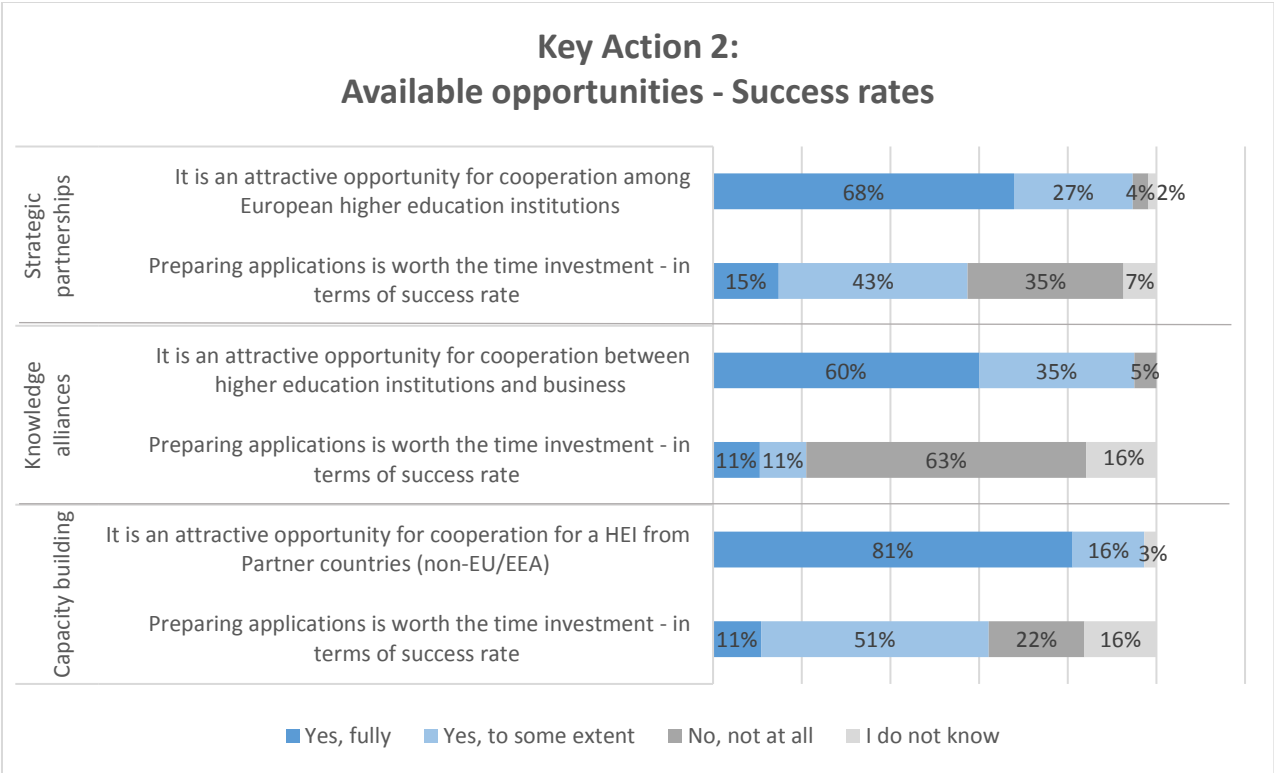 Key Action 2:
Available opportunities - Success rates
Strategic
partnerships
It is an attractive opportunity for cooperation among
European higher education institutions
68% 27% 4% 2%
Preparing applications is worth the time investment - in
terms of success rate
15% 43% 35% 7%
Knowledge
alliances
It is an attractive opportunity for cooperation between
higher education institutions and business
60% 35% 5%
Preparing applications is worth the time investment - in
terms of success rate
11% 11% 63% 16%
Capacity building
It is an attractive opportunity for cooperation for a HEI from
Partner countries (non-EU/EEA)
81% 16% 3%
Preparing applications is worth the time investment - in
terms of success rate
11% 51% 22% 16%
Yes, fully Yes, to some extent No, not at all I do not know